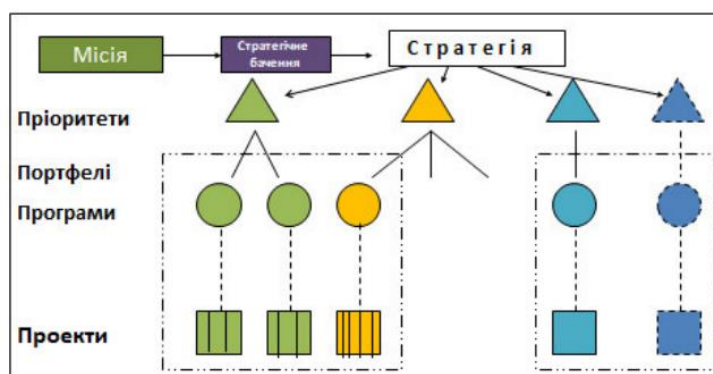 Місія
Стратегічне
бачення
Стратегія
Пріоритети
Портфелі
Програми
Проекти